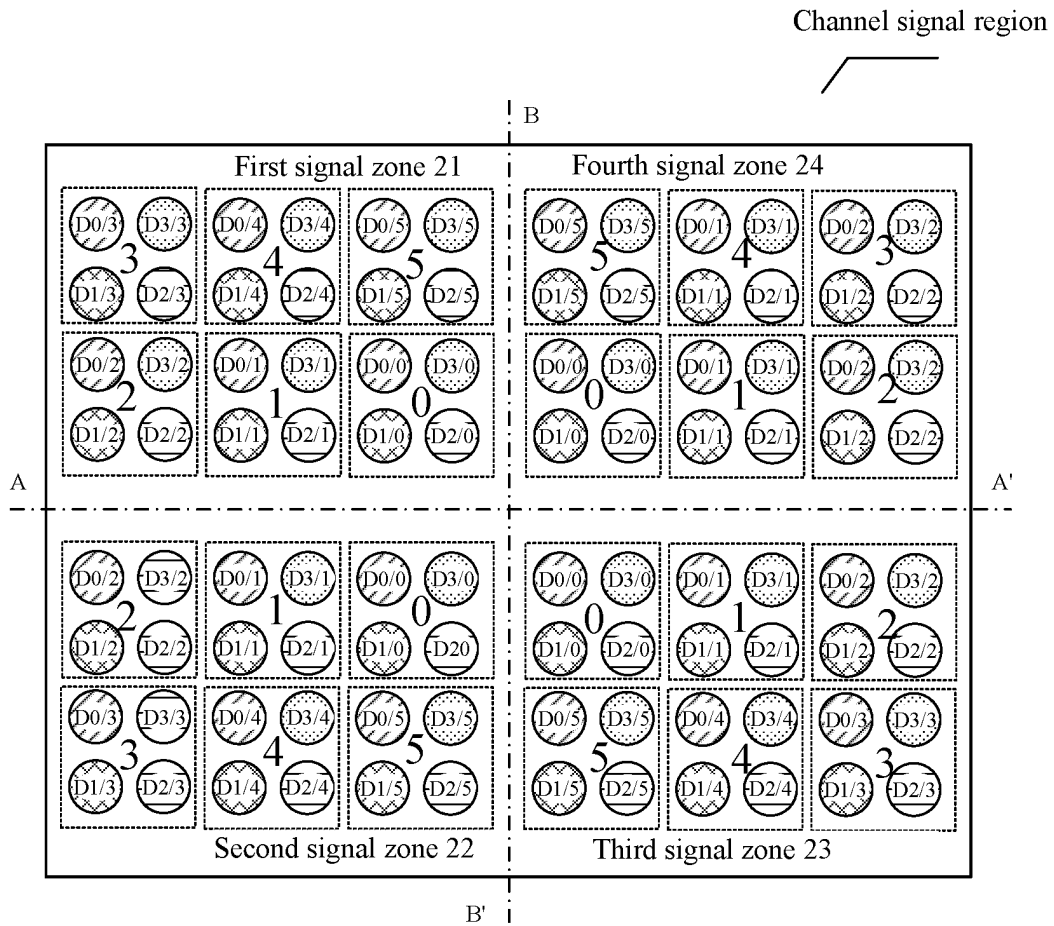 Channel signal region
B
First signal zone 21 Fourth signal zone 24
D0/3 D3/3 D0/4 D3/4 D0/5 D3/5 D0/5 D3/5 D0/1 D3/1 D0/2 D3/2
3 4 5 5 4 3
D1/3 D2/3 D1/4 D2/4 D1/5 D2/5 D1/5 D2/5 D1/1 D2/1 D1/2 D2/2
D0/2 D3/2 D0/1 D3/1 D0/0 D3/0 D0/0 D3/0 D0/1 D3/1 D0/2 D3/2
2 1 0 0 1 2
D1/2 D2/2 D1/1 D2/1 D1/0 D2/0 D1/0 D2/0 D1/1 D2/1 D1/2 D2/2
A A'
D0/2 D3/2 D0/1 D3/1 D0/0 D3/0 D0/0 D3/0 D0/1 D3/1 D0/2 D3/2
2 1 0 0 1 2
D1/2 D2/2 D1/1 D2/1 D1/0 D20 D1/0 D2/0 D1/1 D2/1 D1/2 D2/2
D0/3 D3/3 D0/4 D3/4 D0/5 D3/5 D0/5 D3/5 D0/4 D3/4 D0/3 D3/3
3 4 5 5 4 3
D1/3 D2/3 D1/4 D2/4 D1/5 D2/5 D1/5 D2/5 D1/4 D2/4 D1/3 D2/3
Second signal zone 22 Third signal zone 23
B'